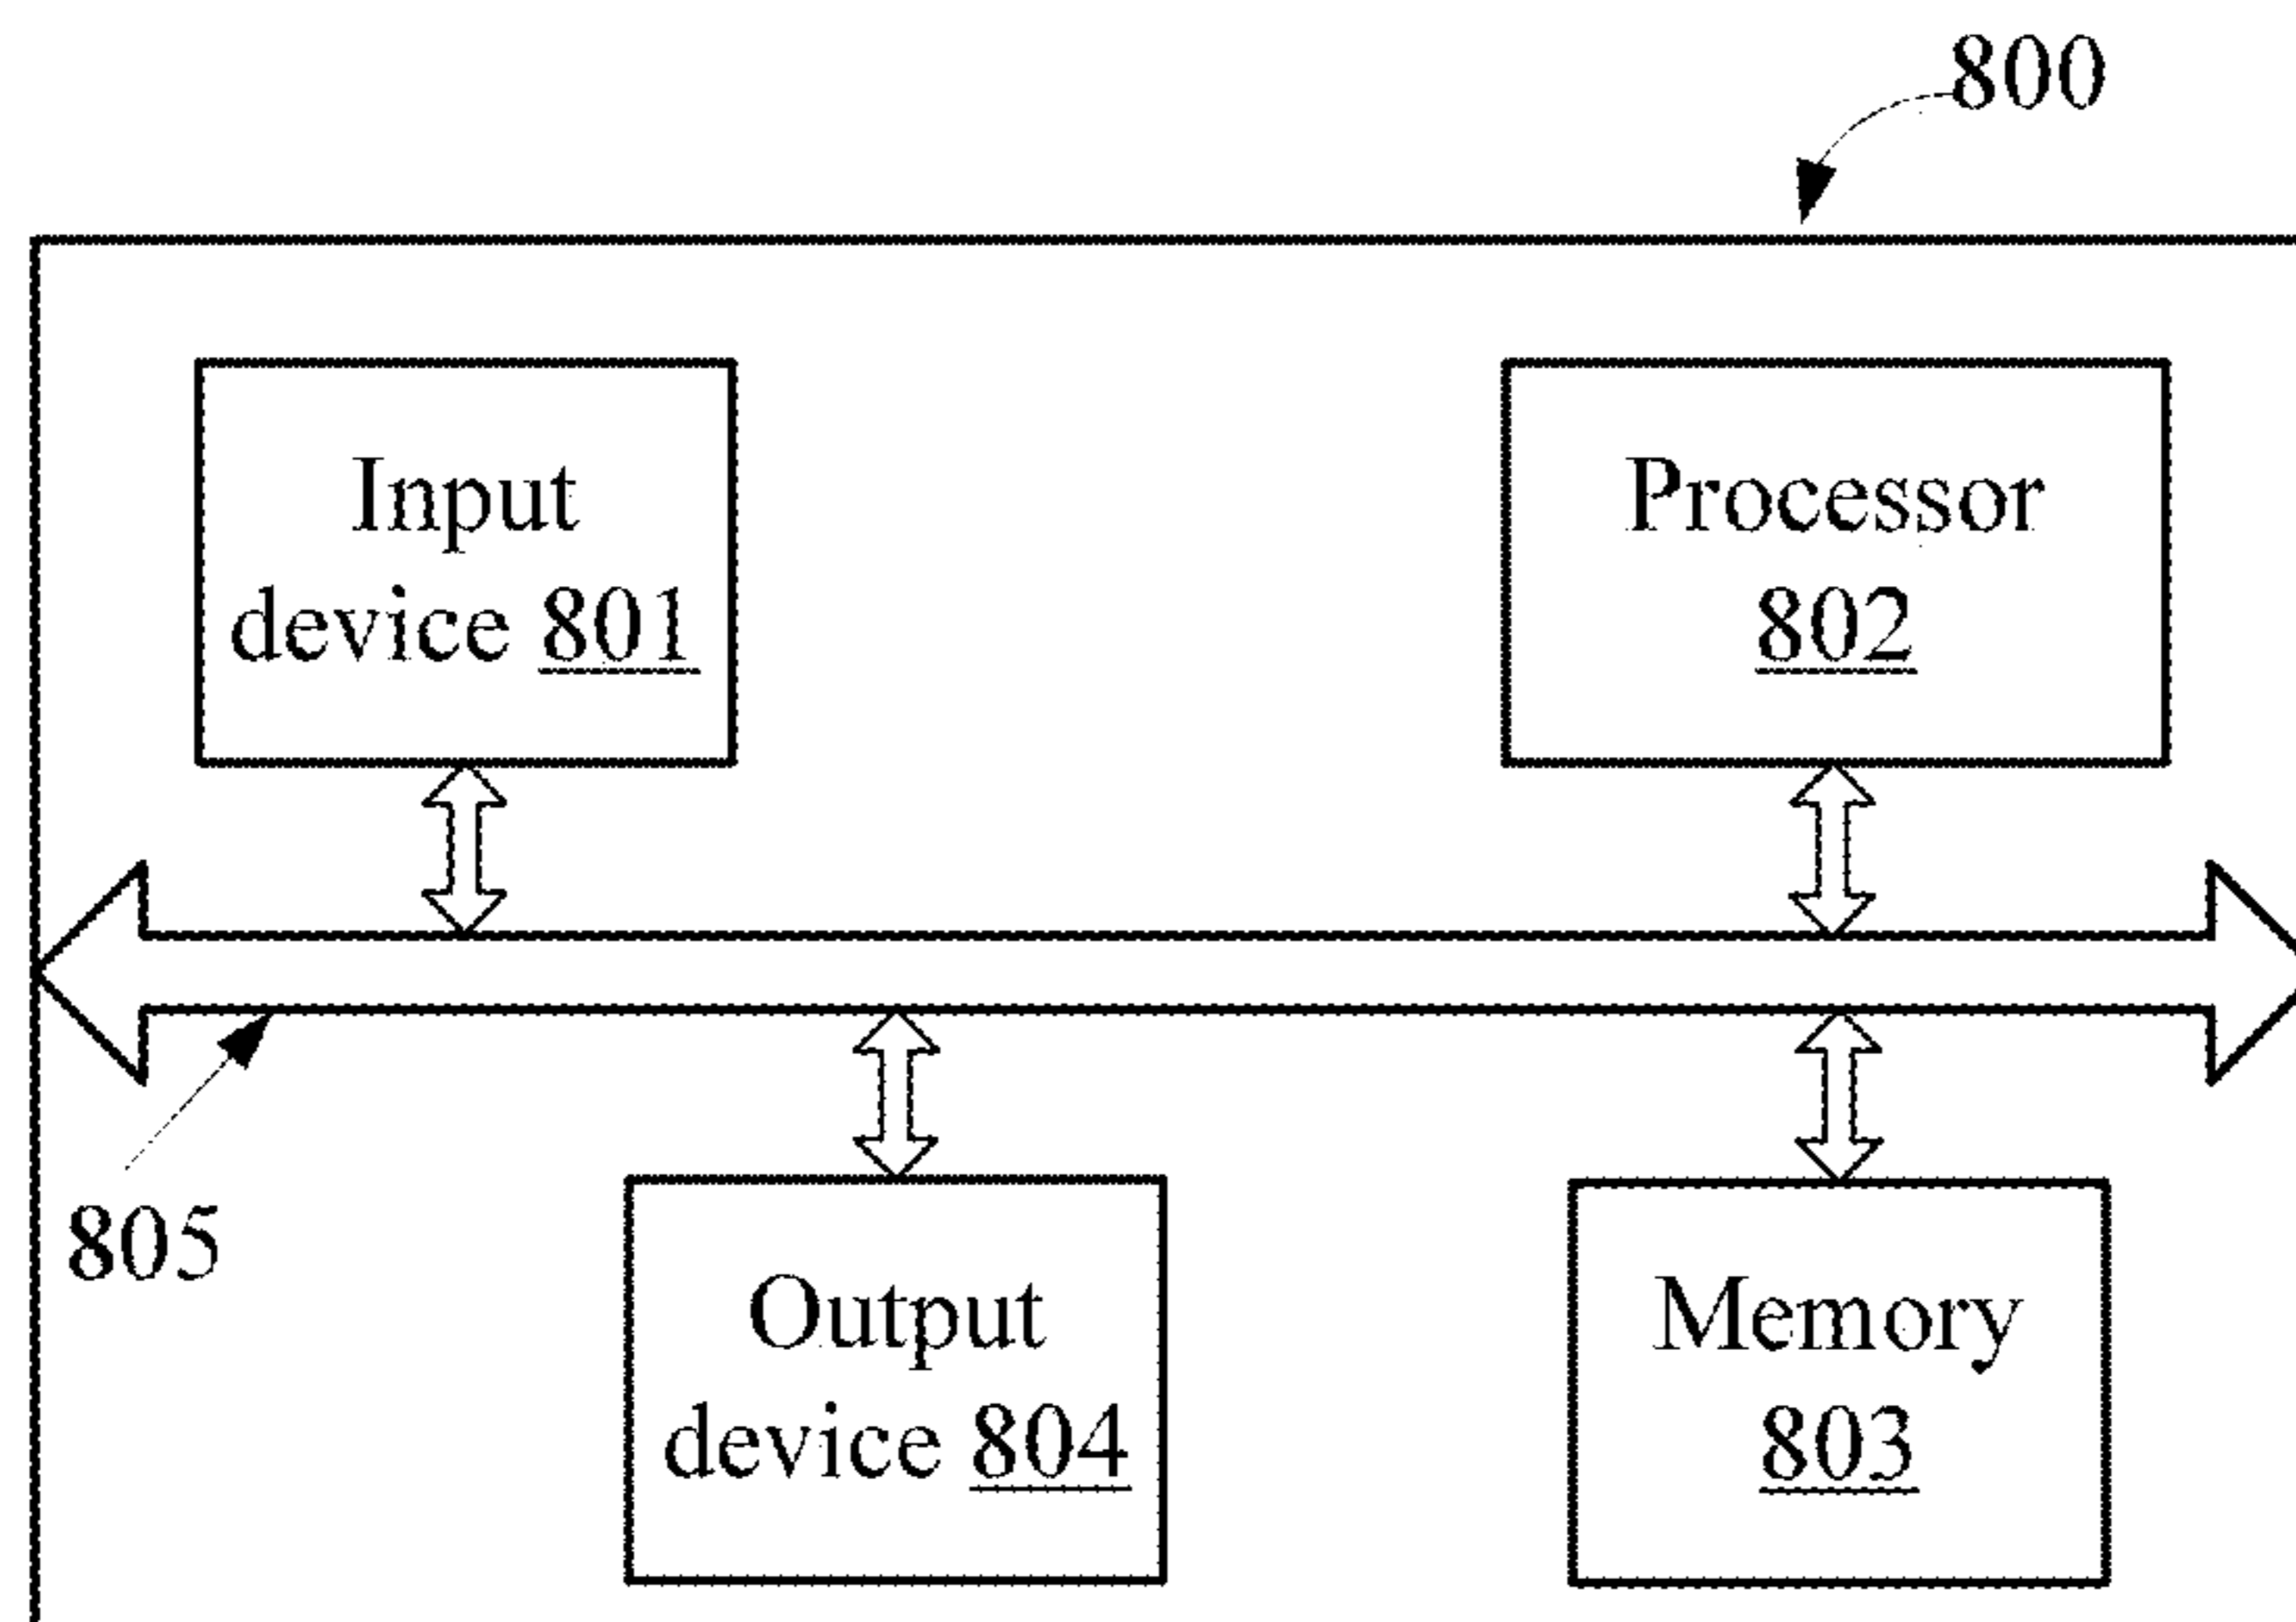 800
Input
device 801
Processor
802
805
Output
device 804
Memory
803